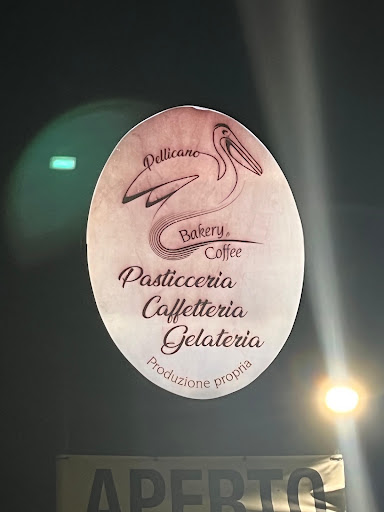 Pellicano
Bakery &
Coffee
Pasticceria
Caffetteria
Gelateria
Produzione propria
APERTO